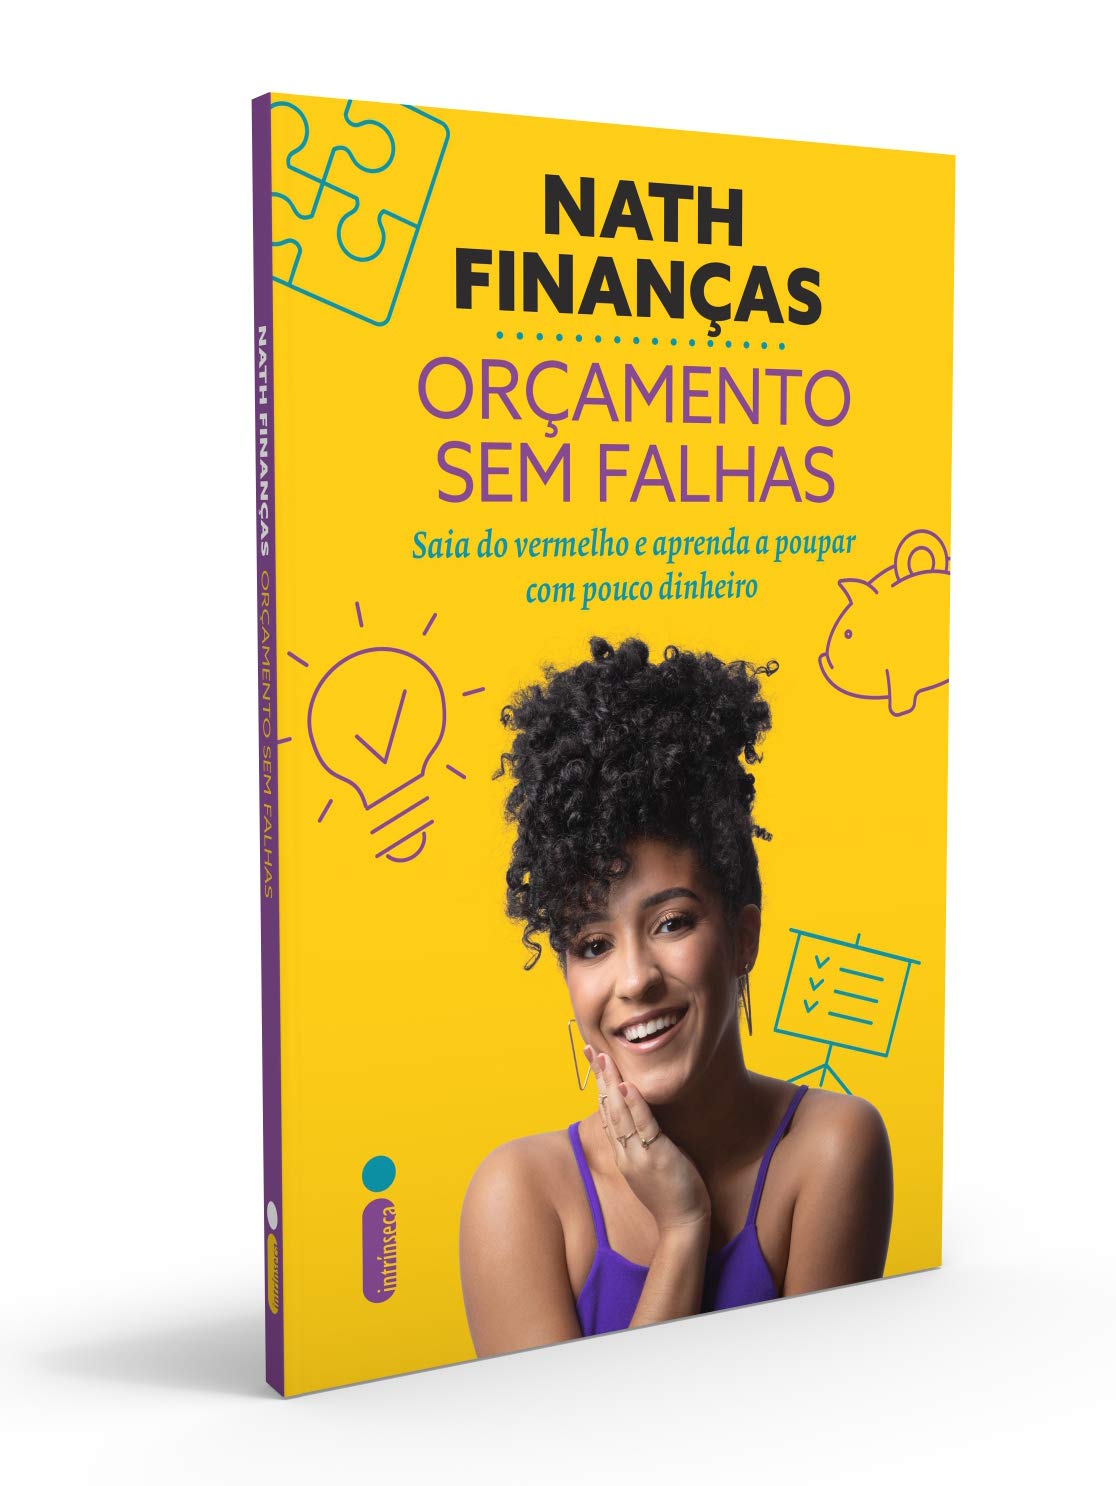 NATH
FINANÇAS
ORÇAMENTO
SEM FALHAS
Saia do vermelho e aprenda a poupar
com pouco dinheiro
intrínseca
NATH FINANÇAS ORÇAMENTO SEM FALHAS
intrínseca